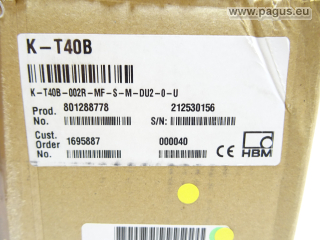 © www.pagus.eu
K-T40B
K-T40B-002R-MF-S-M-DU2-0-U
Prod. No. 801288778 S/N: 212530156
Cust. Order No. 1695887 000040
CE HBM